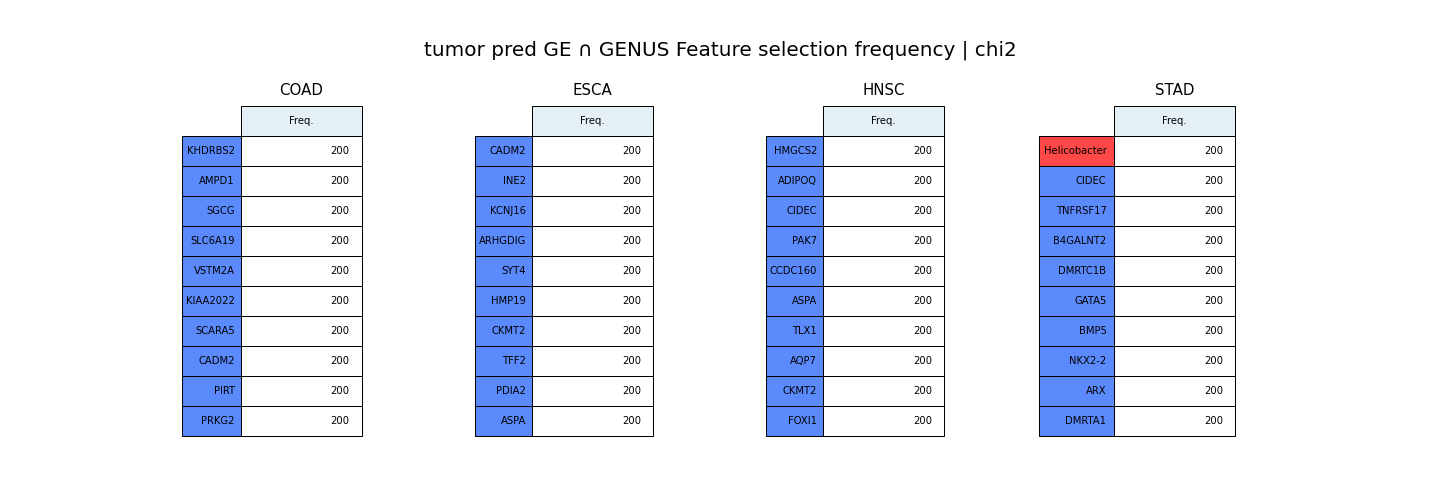 tumor pred GE ∩ GENUS Feature selection frequency | chi2
COAD
Freq.
KHDRBS2 200
AMPD1 200
SGCG 200
SLC6A19 200
VSTM2A 200
KIAA2022 200
SCARA5 200
CADM2 200
PIRT 200
PRKG2 200
ESCA
Freq.
CADM2 200
INE2 200
KCNJ16 200
ARHGDIG 200
SYT4 200
HMP19 200
CKMT2 200
TFF2 200
PDIA2 200
ASPA 200
HNSC
Freq.
HMGCS2 200
ADIPOQ 200
CIDEC 200
PAK7 200
CCDC160 200
ASPA 200
TLX1 200
AQP7 200
CKMT2 200
FOXI1 200
STAD
Freq.
Helicobacter 200
CIDEC 200
TNFRSF17 200
B4GALNT2 200
DMRTC1B 200
GATA5 200
BMP5 200
NKX2-2 200
ARX 200
DMRTA1 200